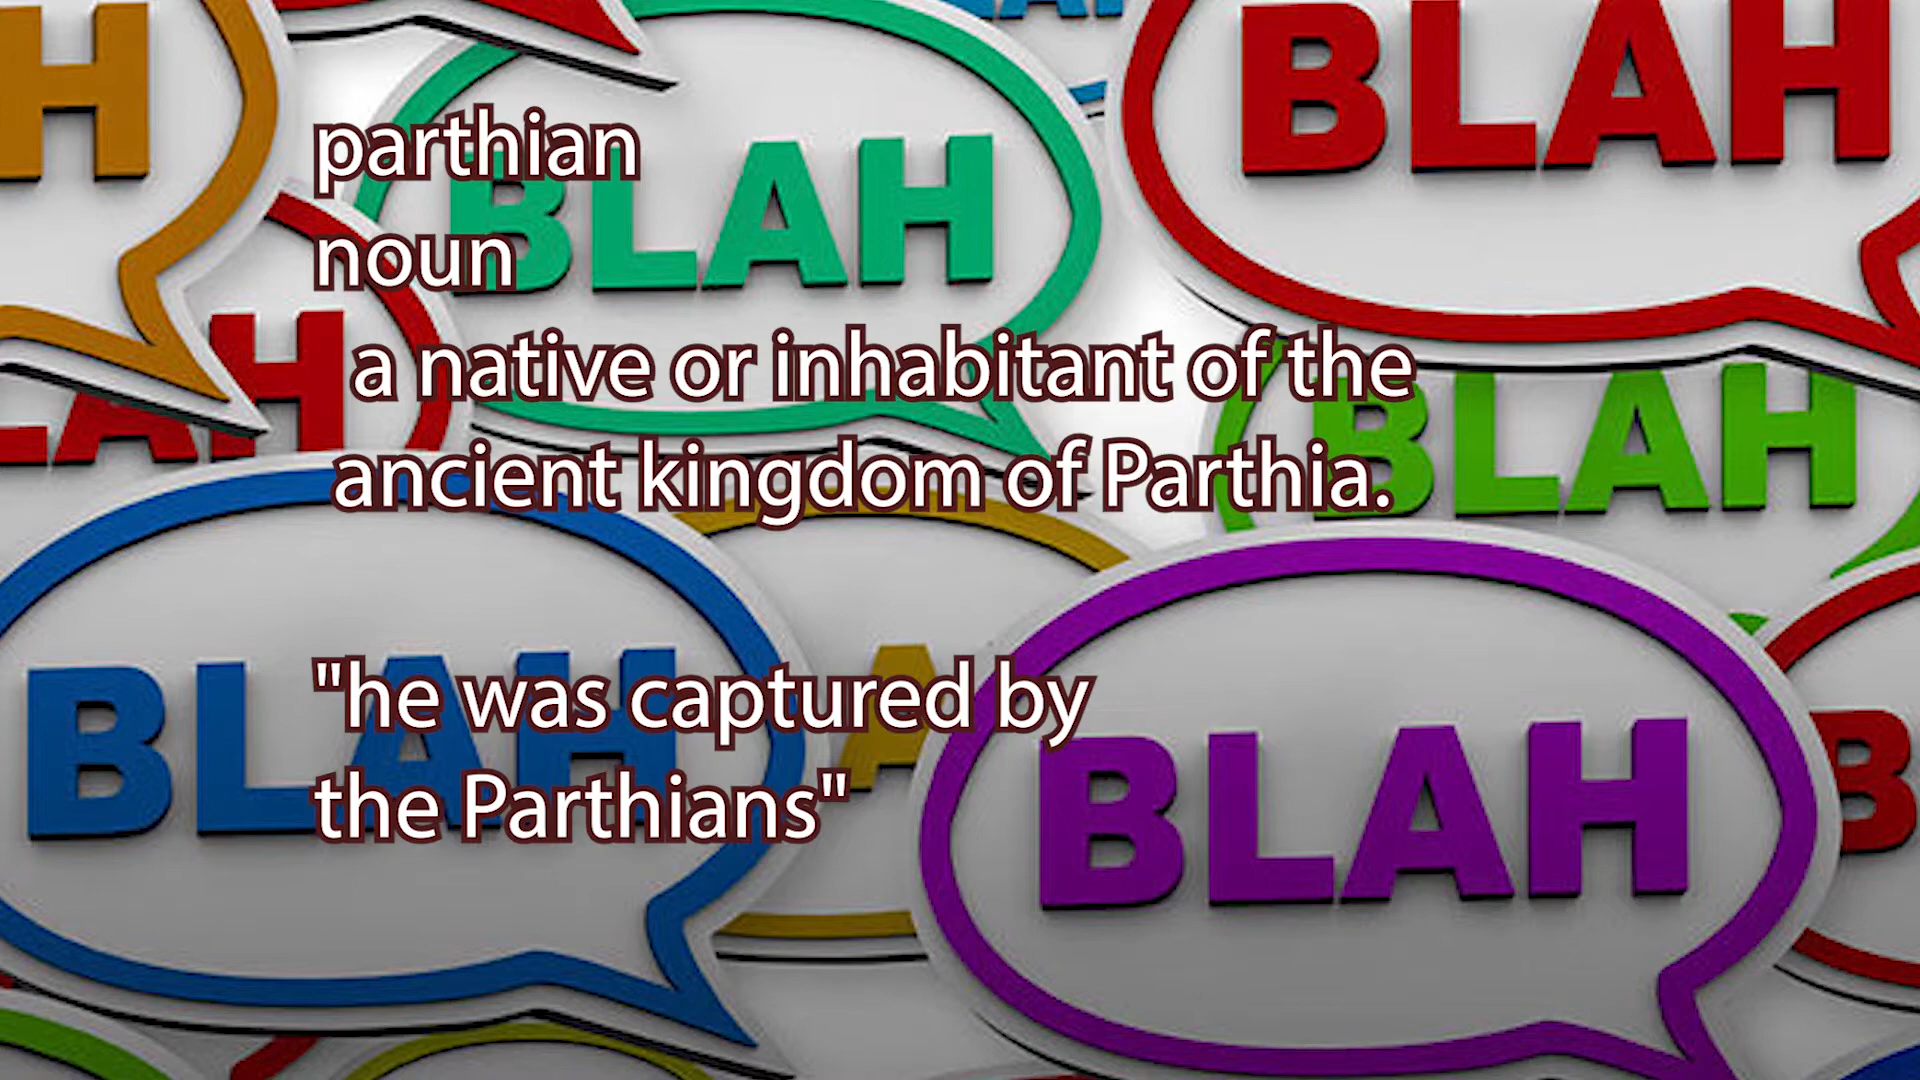 parthian
noun
a native or inhabitant of the
ancient kingdom of Parthia.
"he was captured by
the Parthians"
BLAH
BLAH
BLAH
BLAH
BLAH